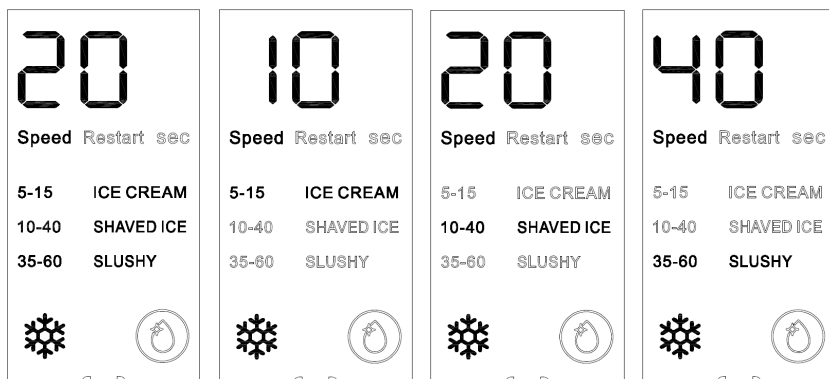 20
Speed Restart sec
5-15 ICE CREAM
10-40 SHAVED ICE
35-60 SLUSHY
10
Speed Restart sec
5-15 ICE CREAM
10-40 SHAVED ICE
35-60 SLUSHY
20
Speed Restart sec
5-15 ICE CREAM
10-40 SHAVED ICE
35-60 SLUSHY
40
Speed Restart sec
5-15 ICE CREAM
10-40 SHAVED ICE
35-60 SLUSHY